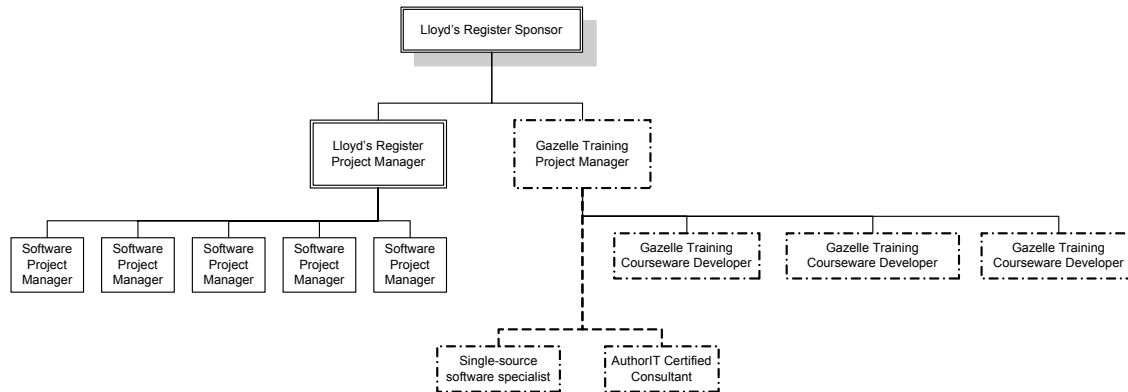 Lloyd's Register Sponsor
Lloyd's Register
Project Manager
Gazelle Training
Project Manager
Software
Project
Manager
Software
Project
Manager
Software
Project
Manager
Software
Project
Manager
Software
Project
Manager
Gazelle Training
Courseware Developer
Gazelle Training
Courseware Developer
Gazelle Training
Courseware Developer
Single-source
software specialist
AuthorIT Certified
Consultant